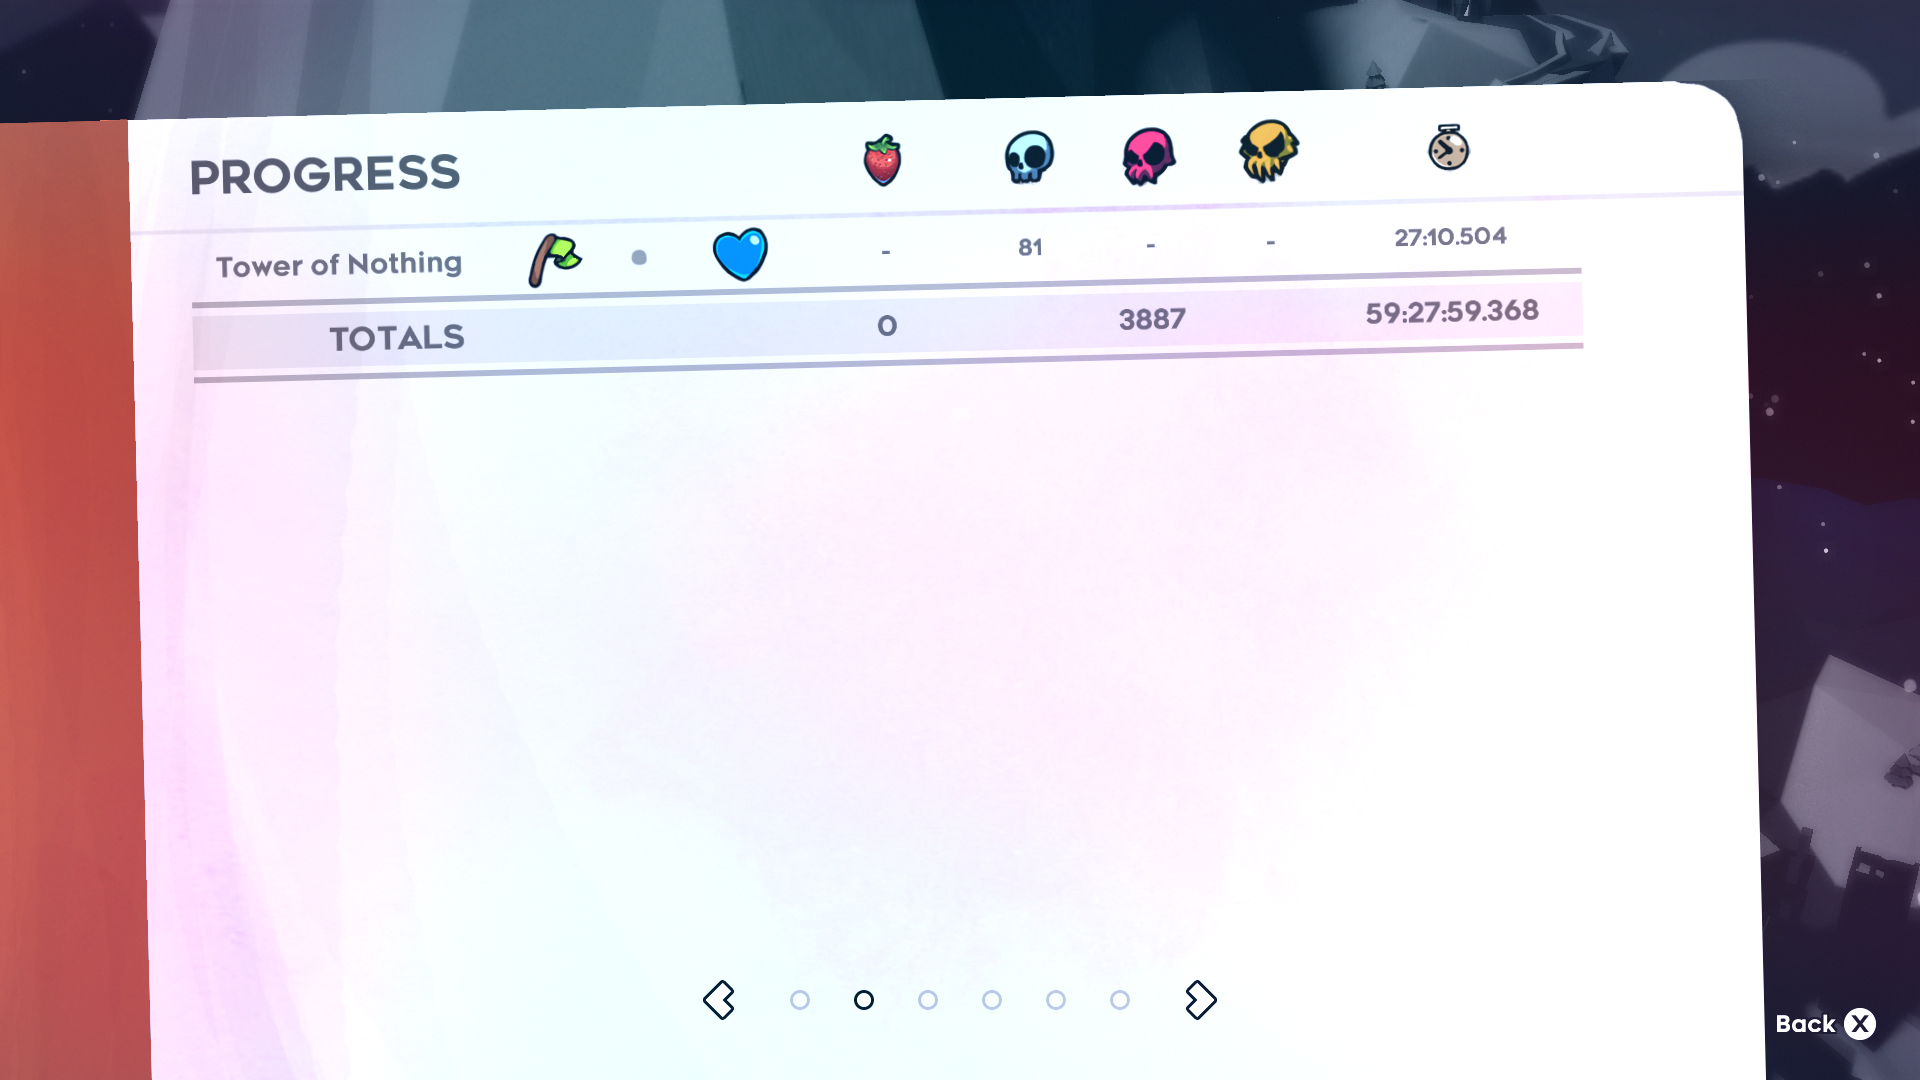 PROGRESS
Tower of Nothing - 81 - - 27:10.504
TOTALS 0 3887 59:27:59.368
Back X